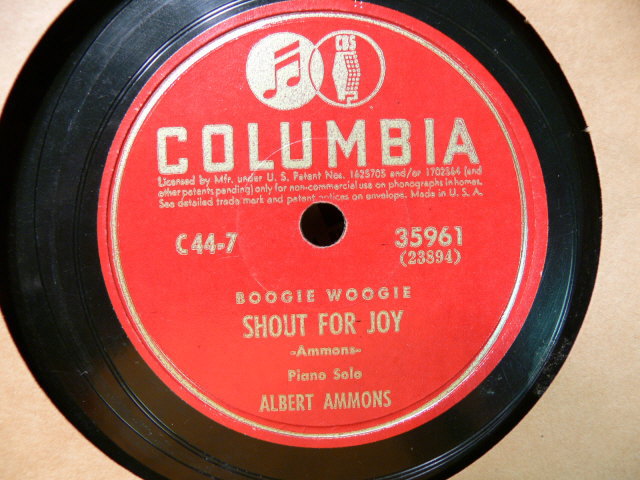 CBS
COLUMBIA
Licensed by Mfr. under U. S. Patent Nos. 1625705 and/or 1702564 (and
other patents pending) only for non-commercial use on phonographs in homes.
See detailed trade mark and patent notices on envelope. Made in U. S. A.
C 44-7 35961
(23894)
BOOGIE WOOGIE
SHOUT FOR JOY
-Ammons-
Piano Solo
ALBERT AMMONS